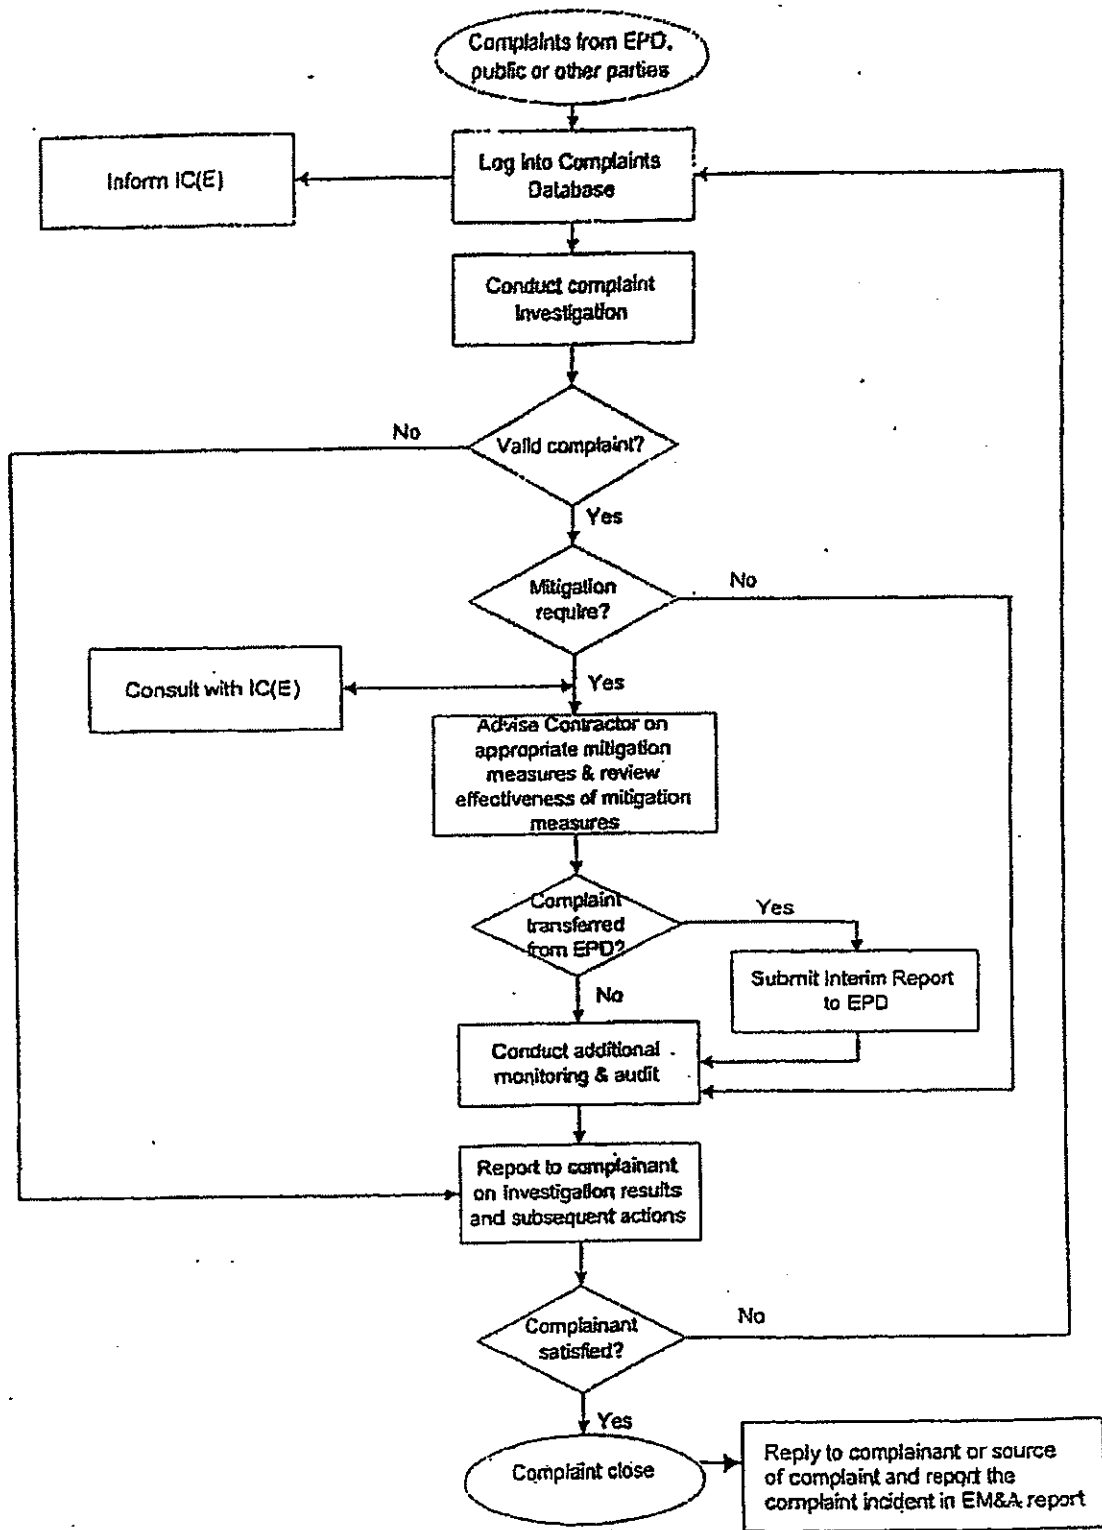 Complaints from EPD,
public or other parties
Inform IC(E)
Log into Complaints
Database
Conduct complaint
Investigation
No
Valid complaint?
Yes
Mitigation
require?
No
Consult with IC(E)
Yes
Advise Contractor on
appropriate mitigation
measures & review
effectiveness of mitigation
measures
Complaint
transferred
from EPD?
Yes
Submit Interim Report
to EPD
No
Conduct additional
monitoring & audit
Report to complainant
on investigation results
and subsequent actions
Complainant
satisfied?
No
Yes
Complaint close
Reply to complainant or source
of complaint and report the
complaint incident in EM&A report